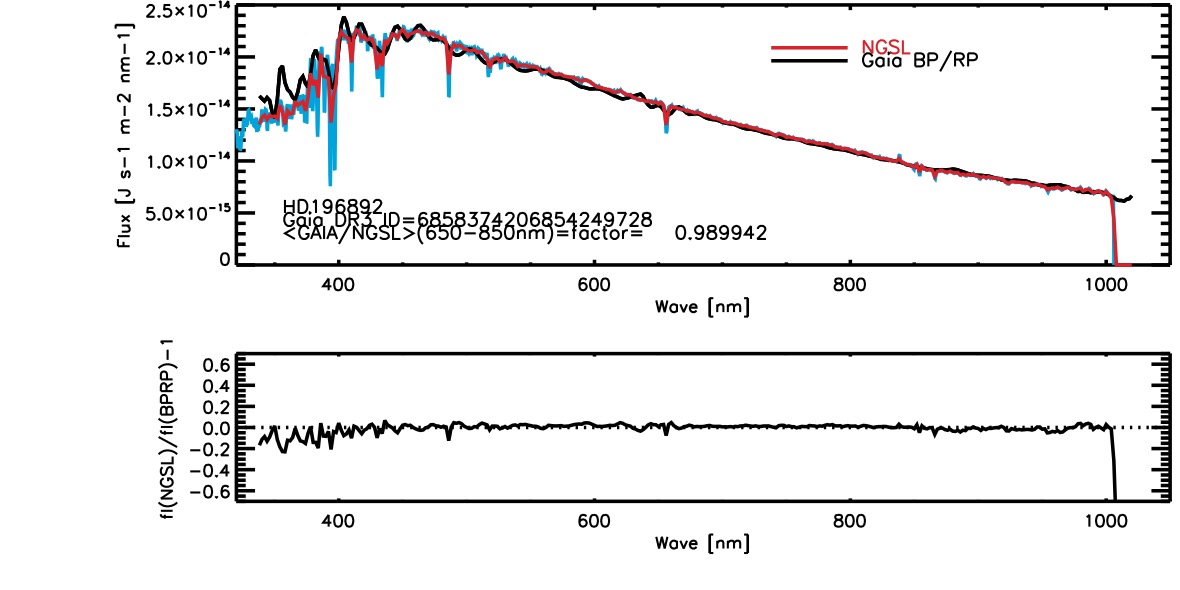 2.5×10−14
2.0×10−14
1.5×10−14
1.0×10−14
5.0×10−15
0
Flux [J s−1 m−2 nm−1]
NGSL
Gaia BP/RP
HD196892
Gaia DR3 ID=6858374206854249728
<GAIA/NGSL>(650−850nm)=factor= 0.989942
400 600 800 1000
Wave [nm]
fl(NGSL)/fl(BPRP)−1
0.6
0.4
0.2
0.0
−0.2
−0.4
−0.6
400 600 800 1000
Wave [nm]